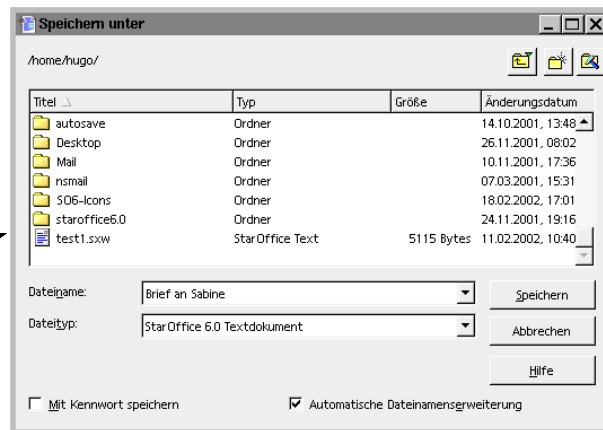 Speichern unter
/home/hugo/
Titel Typ Größe Änderungsdatum
autosave Ordner 14.10.2001, 13:48
Desktop Ordner 26.11.2001, 08:02
Mail Ordner 10.11.2001, 17:36
nsmail Ordner 07.03.2001, 15:31
SO6-Icons Ordner 18.02.2002, 17:01
staroffice6.0 Ordner 24.11.2001, 19:16
test1.sxw StarOffice Text 5115 Bytes 11.02.2002, 10:40
Dateiname: Brief an Sabine Speichern
Dateityp: StarOffice 6.0 Textdokument Abbrechen
Hilfe
Mit Kennwort speichern Automatische Dateinamenserweiterung